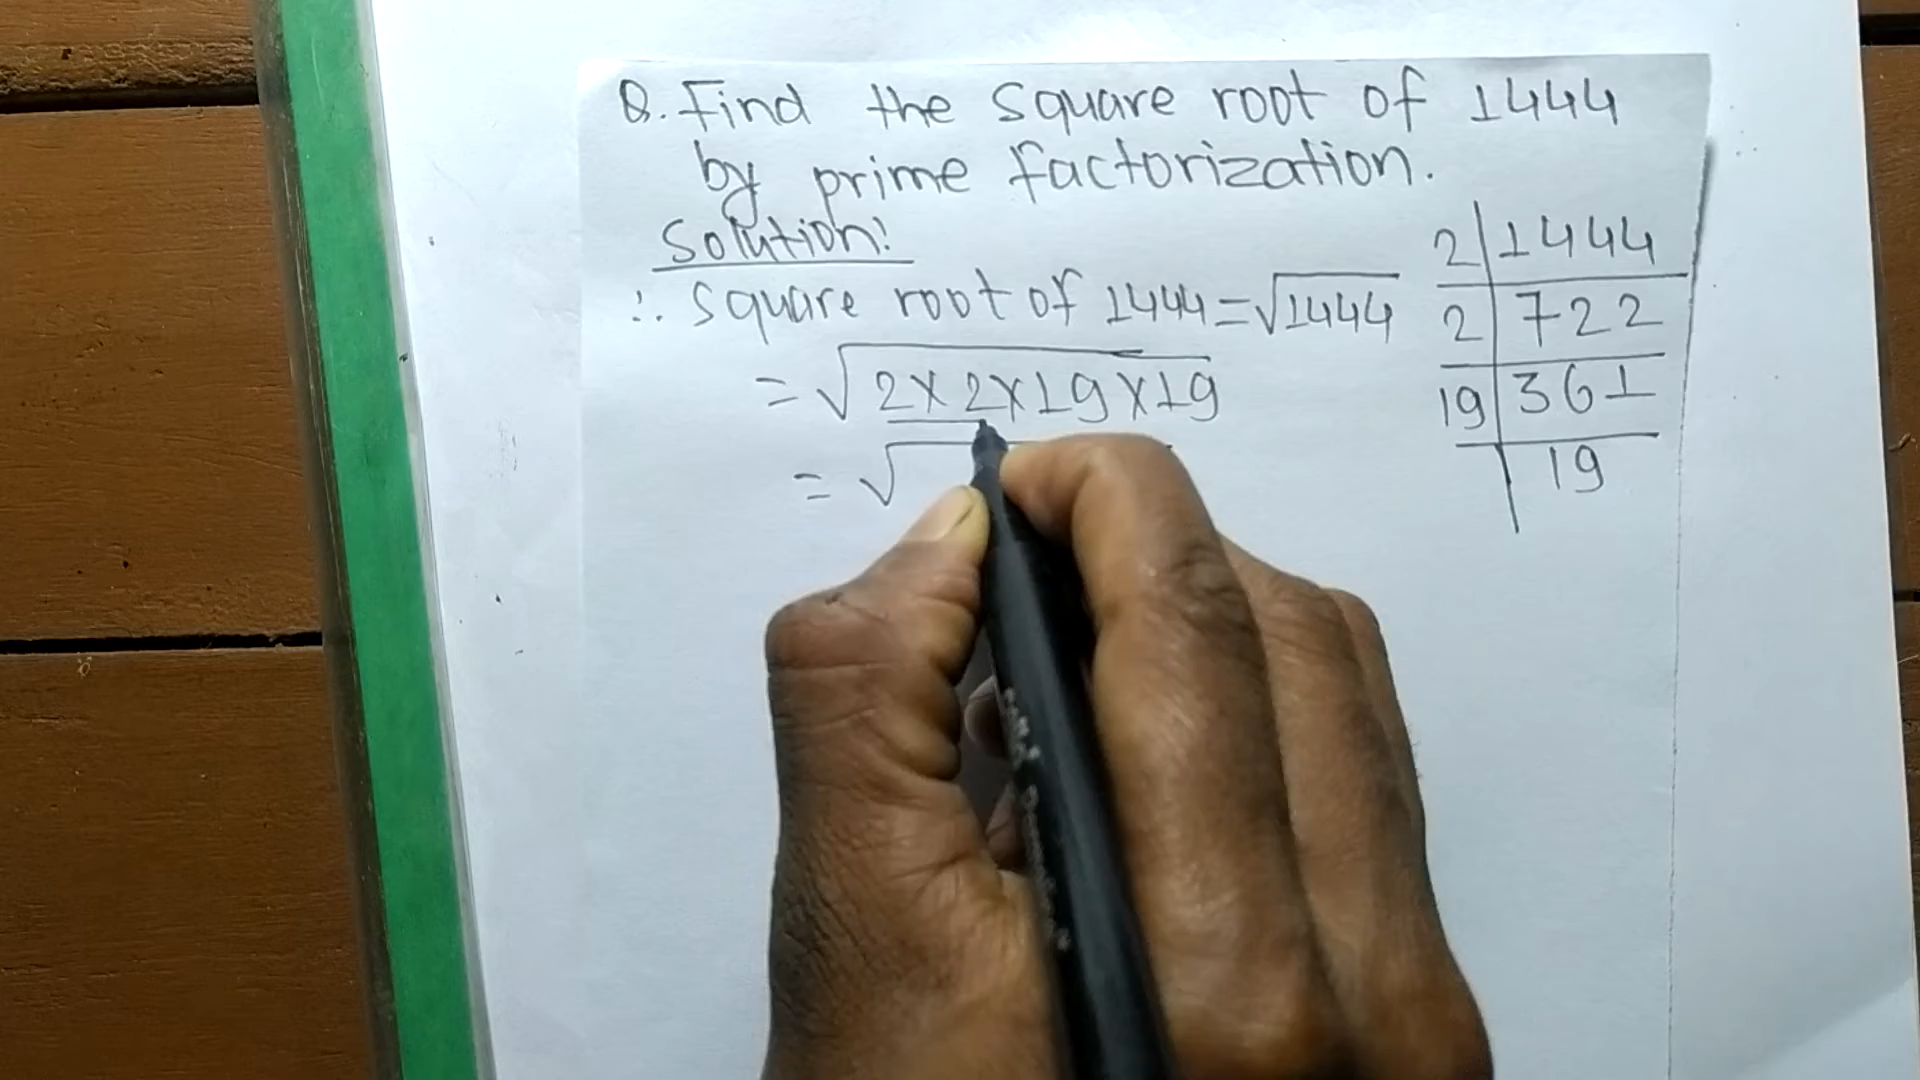 Q. Find the square root of 1444
by prime factorization.
Solution:
∴ square root of 1444 = √1444
= √2×2×19×19
= √
2 | 1444
2 | 722
19 | 361
| 19